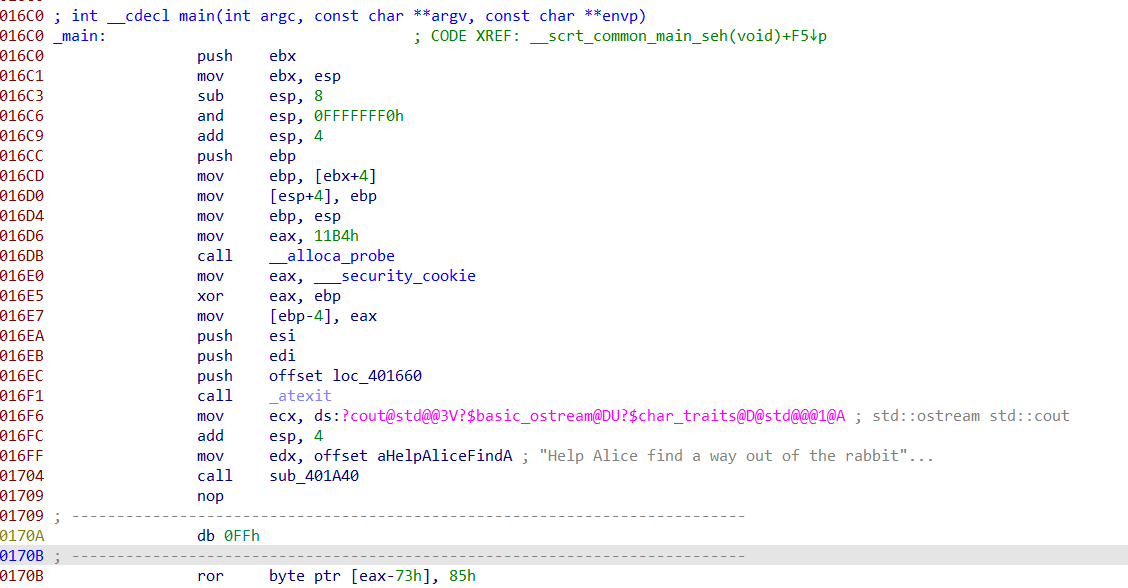 016C0 ; int __cdecl main(int argc, const char **argv, const char **envp)
016C0 _main: ; CODE XREF: __scrt_common_main_seh(void)+F5↓p
016C0 push ebx
016C1 mov ebx, esp
016C3 sub esp, 8
016C6 and esp, 0FFFFFFF0h
016C9 add esp, 4
016CC push ebp
016CD mov ebp, [ebx+4]
016D0 mov [esp+4], ebp
016D4 mov ebp, esp
016D6 mov eax, 11B4h
016DB call __alloca_probe
016E0 mov eax, ___security_cookie
016E5 xor eax, ebp
016E7 mov [ebp-4], eax
016EA push esi
016EB push edi
016EC push offset loc_401660
016F1 call _atexit
016F6 mov ecx, ds:?cout@std@@3V?$basic_ostream@DU?$char_traits@D@std@@@1@A ; std::ostream std::cout
016FC add esp, 4
016FF mov edx, offset aHelpAliceFindA ; "Help Alice find a way out of the rabbit"...
01704 call sub_401A40
01709 nop
01709 ; ---------------------------------------------------------------------------
0170A db 0FFh
0170B ; ---------------------------------------------------------------------------
0170B ror byte ptr [eax-73h], 85h